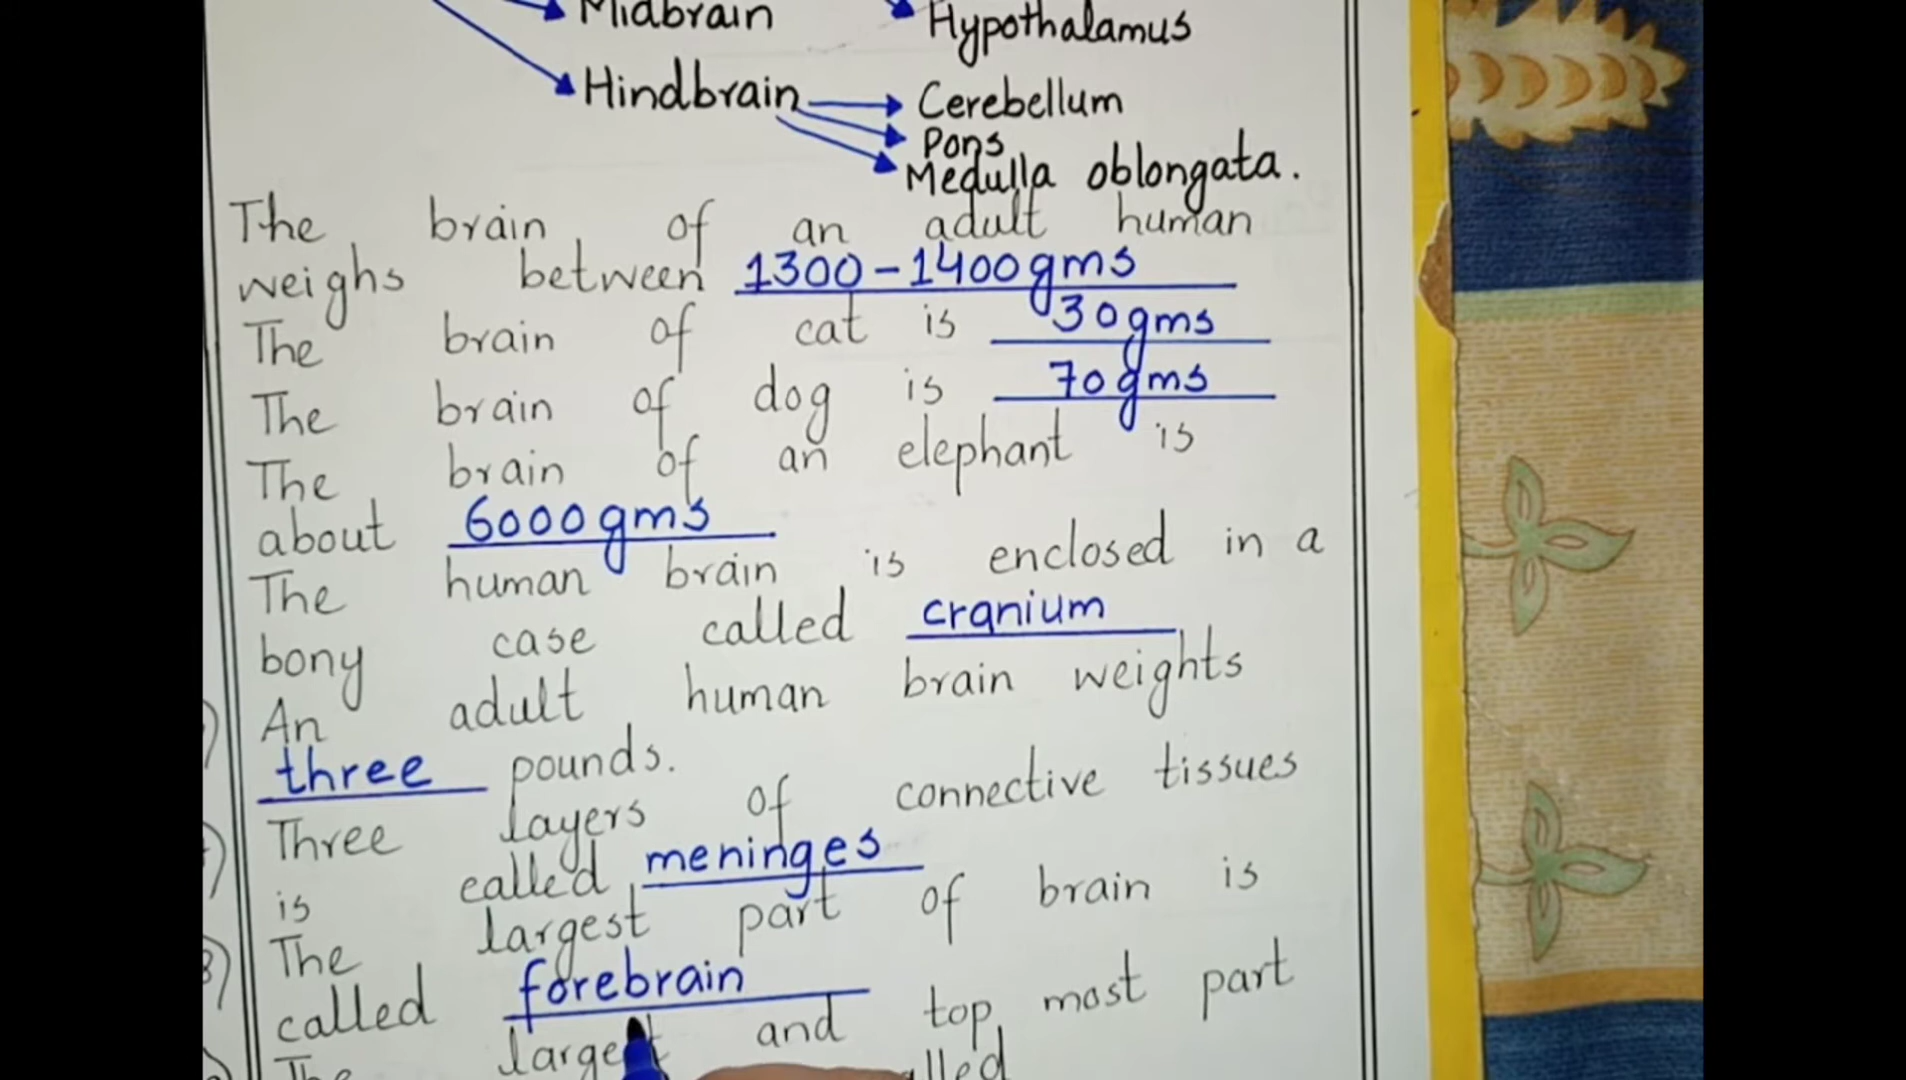 Midbrain Hypothalamus
Hindbrain Cerebellum
Pons
Medulla oblongata.
The brain of an adult human
weighs between 1300-1400gms
The brain of cat is 30gms
The brain of dog is 70gms
The brain of an elephant is
about 6000gms
The human brain is enclosed in a
bony case called cranium
An adult human brain weights
three pounds.
Three layers of connective tissues
is called meninges
The largest part of brain is
called forebrain
The largest and top most part